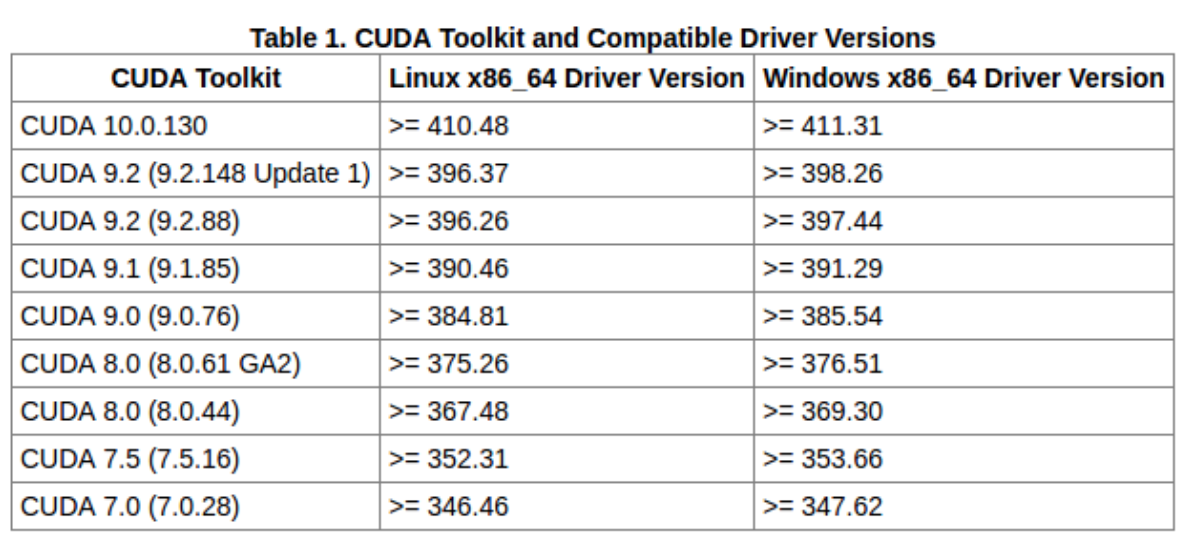 Table 1. CUDA Toolkit and Compatible Driver Versions
CUDA Toolkit Linux x86_64 Driver Version Windows x86_64 Driver Version
CUDA 10.0.130 >= 410.48 >= 411.31
CUDA 9.2 (9.2.148 Update 1) >= 396.37 >= 398.26
CUDA 9.2 (9.2.88) >= 396.26 >= 397.44
CUDA 9.1 (9.1.85) >= 390.46 >= 391.29
CUDA 9.0 (9.0.76) >= 384.81 >= 385.54
CUDA 8.0 (8.0.61 GA2) >= 375.26 >= 376.51
CUDA 8.0 (8.0.44) >= 367.48 >= 369.30
CUDA 7.5 (7.5.16) >= 352.31 >= 353.66
CUDA 7.0 (7.0.28) >= 346.46 >= 347.62